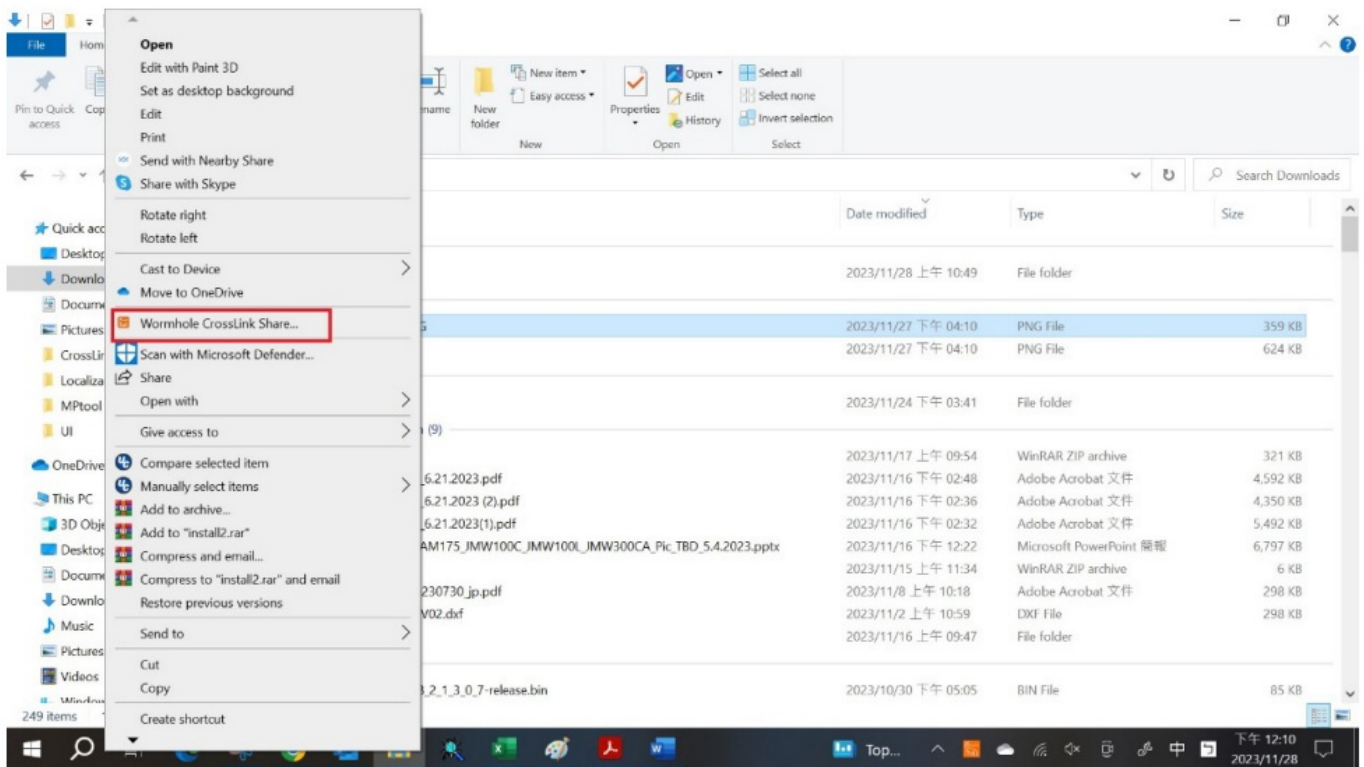 File Hom
Pin to Quick access
Cop
name
New folder
New item
Easy access
New
Properties
Open
Edit
History
Open
Select all
Select none
Invert selection
Select
Search Downloads
Open
Edit with Paint 3D
Set as desktop background
Edit
Print
Send with Nearby Share
Share with Skype
Rotate right
Rotate left
Cast to Device
Move to OneDrive
Wormhole CrossLink Share...
Scan with Microsoft Defender...
Share
Open with
Give access to
Compare selected item
Manually select items
Add to archive...
Add to "install2.rar"
Compress and email...
Compress to "install2.rar" and email
Restore previous versions
Send to
Cut
Copy
Create shortcut
Quick acc
Desktop
Downlo
Docume
Pictures
CrossLin
Localiza
MPtool
UI
OneDrive
This PC
3D Obje
Desktop
Docume
Downlo
Music
Pictures
Videos
Window
249 items
Date modified Type Size
2023/11/28 上午 10:49 File folder
G 2023/11/27 下午 04:10 PNG File 359 KB
2023/11/27 下午 04:10 PNG File 624 KB
2023/11/24 下午 03:41 File folder
(9)
2023/11/17 上午 09:54 WinRAR ZIP archive 321 KB
_6.21.2023.pdf 2023/11/16 下午 02:48 Adobe Acrobat 文件 4,592 KB
_6.21.2023 (2).pdf 2023/11/16 下午 02:36 Adobe Acrobat 文件 4,350 KB
_6.21.2023(1).pdf 2023/11/16 下午 02:32 Adobe Acrobat 文件 5,492 KB
AM175_JMW100C_JMW100L_JMW300CA_Pic_TBD_5.4.2023.pptx 2023/11/16 下午 12:22 Microsoft PowerPoint 簡報 6,797 KB
2023/11/15 上午 11:34 WinRAR ZIP archive 6 KB
230730_jp.pdf 2023/11/8 上午 10:18 Adobe Acrobat 文件 298 KB
V02.dxf 2023/11/2 上午 10:59 DXF File 298 KB
2023/11/16 上午 09:47 File folder
3_2_1_3_0_7-release.bin 2023/10/30 下午 05:05 BIN File 85 KB
Top... 中 下午 12:10
2023/11/28